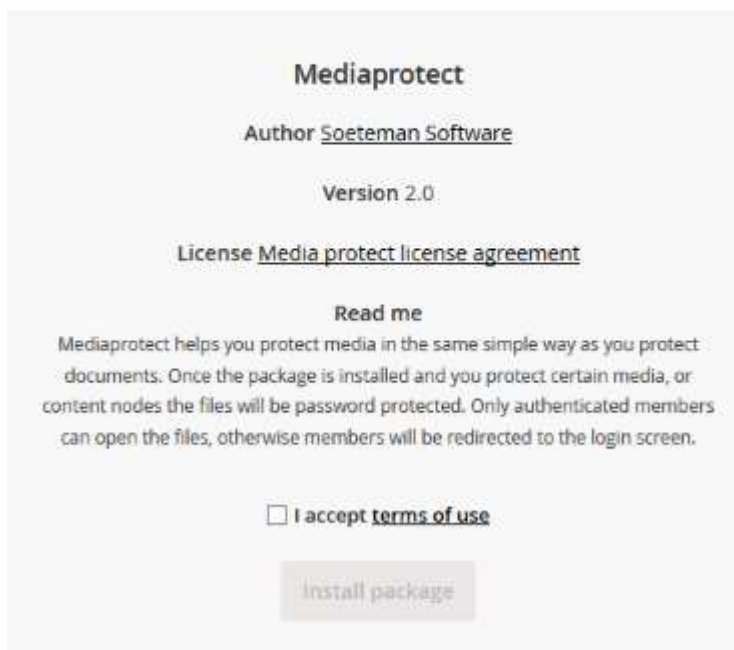 Mediaprotect
Author Soeteman Software
Version 2.0
License Media protect license agreement
Read me
Mediaprotect helps you protect media in the same simple way as you protect
documents. Once the package is installed and you protect certain media, or
content nodes the files will be password protected. Only authenticated members
can open the files, otherwise members will be redirected to the login screen.
I accept terms of use
Install package